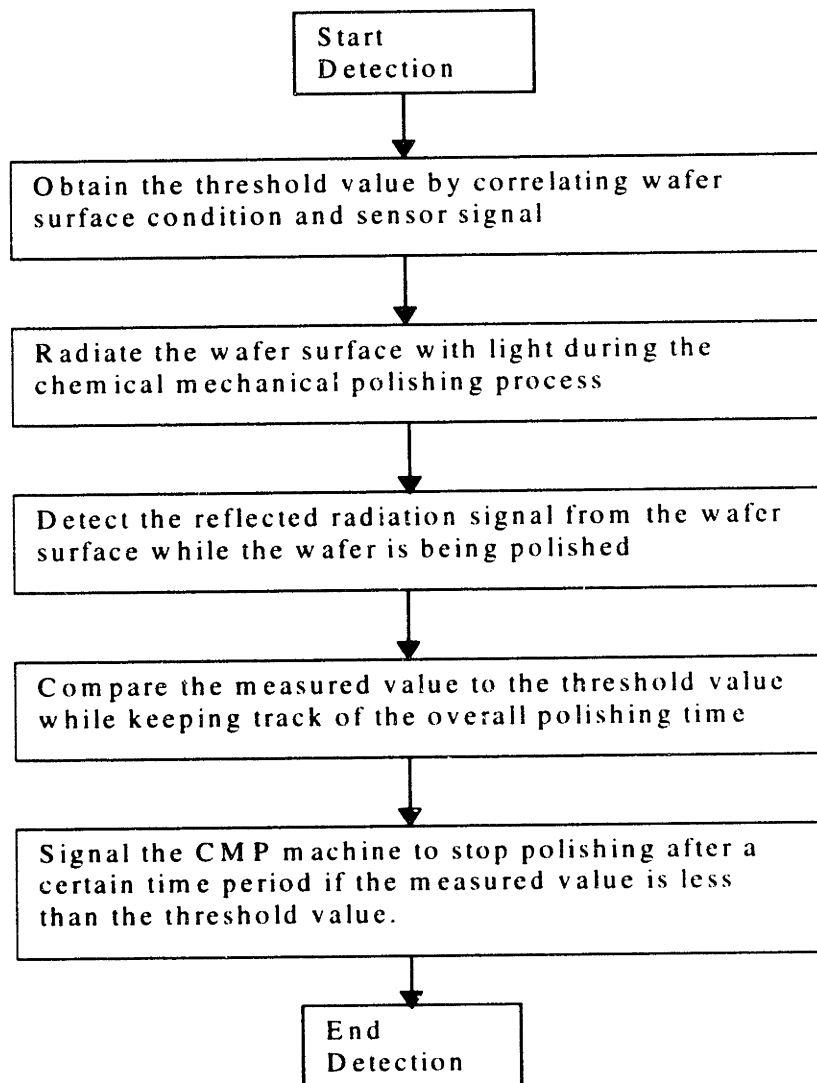 Start
Detection
Obtain the threshold value by correlating wafer
surface condition and sensor signal
Radiate the wafer surface with light during the
chemical mechanical polishing process
Detect the reflected radiation signal from the wafer
surface while the wafer is being polished
Compare the measured value to the threshold value
while keeping track of the overall polishing time
Signal the CMP machine to stop polishing after a
certain time period if the measured value is less
than the threshold value.
End
Detection